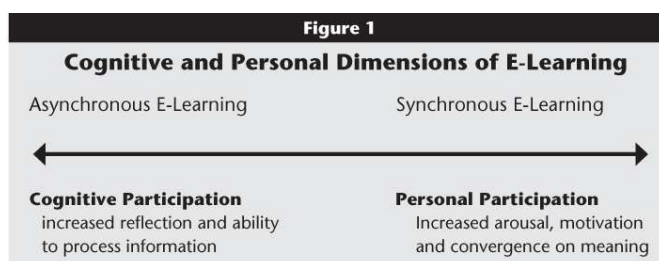 Figure 1
Cognitive and Personal Dimensions of E-Learning
Asynchronous E-Learning
Synchronous E-Learning
Cognitive Participation
increased reflection and ability
to process information
Personal Participation
Increased arousal, motivation
and convergence on meaning